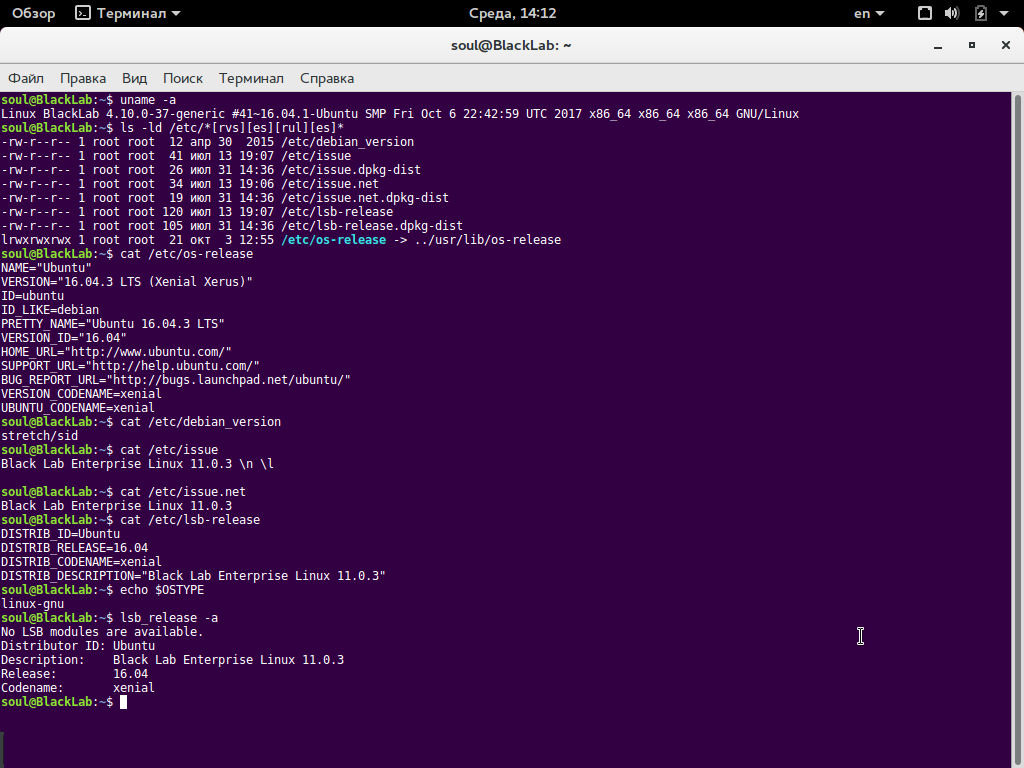 Обзор Терминал Среда, 14:12 en
soul@BlackLab: ~
Файл Правка Вид Поиск Терминал Справка
soul@BlackLab:~$ uname -a
Linux BlackLab 4.10.0-37-generic #41~16.04.1-Ubuntu SMP Fri Oct 6 22:42:59 UTC 2017 x86_64 x86_64 x86_64 GNU/Linux
soul@BlackLab:~$ ls -ld /etc/*[rvs][es][rul][es]*
-rw-r--r-- 1 root root  12 апр 30  2015 /etc/debian_version
-rw-r--r-- 1 root root  41 июл 13 19:07 /etc/issue
-rw-r--r-- 1 root root  26 июл 31 14:36 /etc/issue.dpkg-dist
-rw-r--r-- 1 root root  34 июл 13 19:06 /etc/issue.net
-rw-r--r-- 1 root root  19 июл 31 14:36 /etc/issue.net.dpkg-dist
-rw-r--r-- 1 root root 120 июл 13 19:07 /etc/lsb-release
-rw-r--r-- 1 root root 105 июл 31 14:36 /etc/lsb-release.dpkg-dist
lrwxrwxrwx 1 root root  21 окт  3 12:55 /etc/os-release -> ../usr/lib/os-release
soul@BlackLab:~$ cat /etc/os-release
NAME="Ubuntu"
VERSION="16.04.3 LTS (Xenial Xerus)"
ID=ubuntu
ID_LIKE=debian
PRETTY_NAME="Ubuntu 16.04.3 LTS"
VERSION_ID="16.04"
HOME_URL="http://www.ubuntu.com/"
SUPPORT_URL="http://help.ubuntu.com/"
BUG_REPORT_URL="http://bugs.launchpad.net/ubuntu/"
VERSION_CODENAME=xenial
UBUNTU_CODENAME=xenial
soul@BlackLab:~$ cat /etc/debian_version
stretch/sid
soul@BlackLab:~$ cat /etc/issue
Black Lab Enterprise Linux 11.0.3 \n \l
soul@BlackLab:~$ cat /etc/issue.net
Black Lab Enterprise Linux 11.0.3
soul@BlackLab:~$ cat /etc/lsb-release
DISTRIB_ID=Ubuntu
DISTRIB_RELEASE=16.04
DISTRIB_CODENAME=xenial
DISTRIB_DESCRIPTION="Black Lab Enterprise Linux 11.0.3"
soul@BlackLab:~$ echo $OSTYPE
linux-gnu
soul@BlackLab:~$ lsb_release -a
No LSB modules are available.
Distributor ID: Ubuntu
Description:    Black Lab Enterprise Linux 11.0.3
Release:        16.04
Codename:       xenial
soul@BlackLab:~$